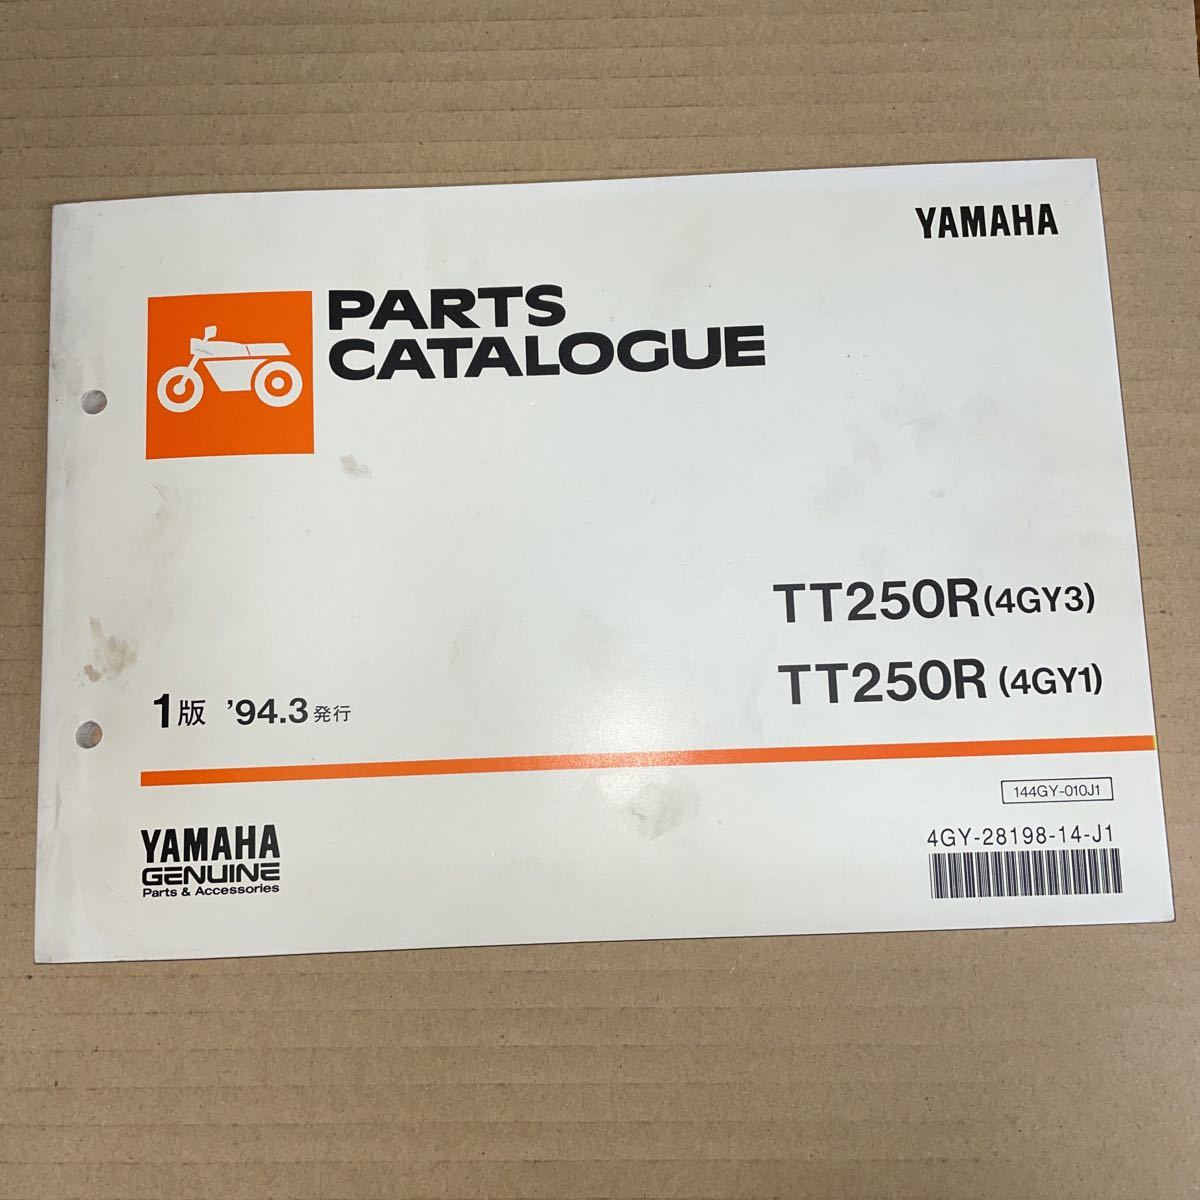 YAMAHA
PARTS
CATALOGUE
TT250R(4GY3)
TT250R (4GY1)
1版 ’94.3発行
144GY-010J1
4GY-28198-14-J1
YAMAHA
GENUINE
Parts & Accessories